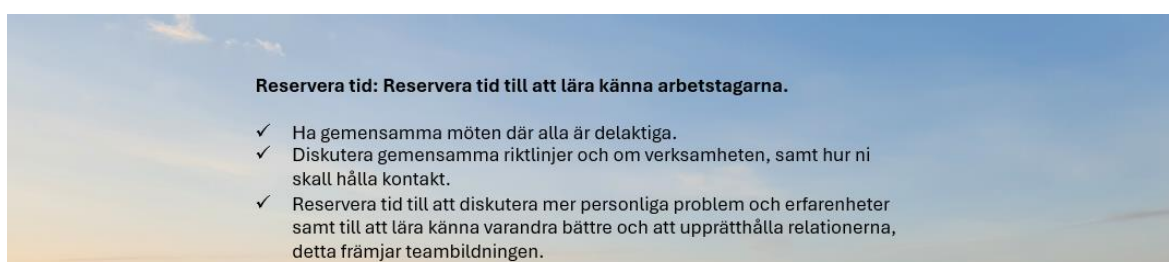 Reservera tid: Reservera tid till att lära känna arbetstagarna.
✓ Ha gemensamma möten där alla är delaktiga.
✓ Diskutera gemensamma riktlinjer och om verksamheten, samt hur ni
skall hålla kontakt.
✓ Reservera tid till att diskutera mer personliga problem och erfarenheter
samt till att lära känna varandra bättre och att upprätthålla relationerna,
detta främjar teambildningen.